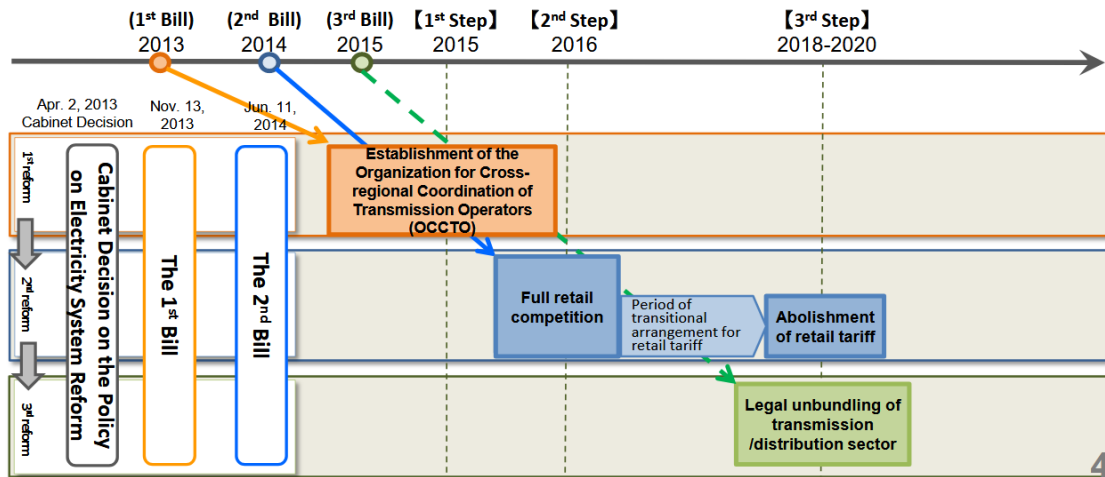 (1st Bill)
2013
(2nd Bill)
2014
(3rd Bill)
2015
【1st Step】
2015
【2nd Step】
2016
【3rd Step】
2018-2020
Apr. 2, 2013
Cabinet Decision
Nov. 13,
2013
Jun. 11,
2014
1st reform
2nd reform
3rd reform
Cabinet Decision on the Policy
on Electricity System Reform
The 1st Bill
The 2nd Bill
Establishment of the
Organization for Cross-
regional Coordination of
Transmission Operators
(OCCTO)
Full retail
competition
Period of
transitional
arrangement for
retail tariff
Abolishment
of retail tariff
Legal unbundling of
transmission
/distribution sector
4